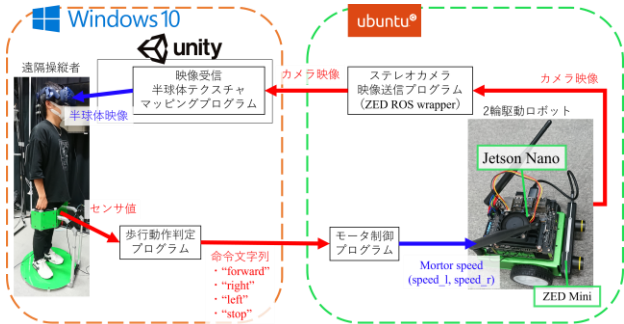 Windows 10
ubuntu®
unity
遠隔操縦者
映像受信
半球体テクスチャ
マッピングプログラム
カメラ映像
ステレオカメラ
映像送信プログラム
(ZED ROS wrapper)
カメラ映像
半球体映像
2輪駆動ロボット
Jetson Nano
センサ値
歩行動作判定
プログラム
モータ制御
プログラム
命令文字列
・“forward”
・“right”
・“left”
・“stop”
Mortor speed
(speed_l, speed_r)
ZED Mini